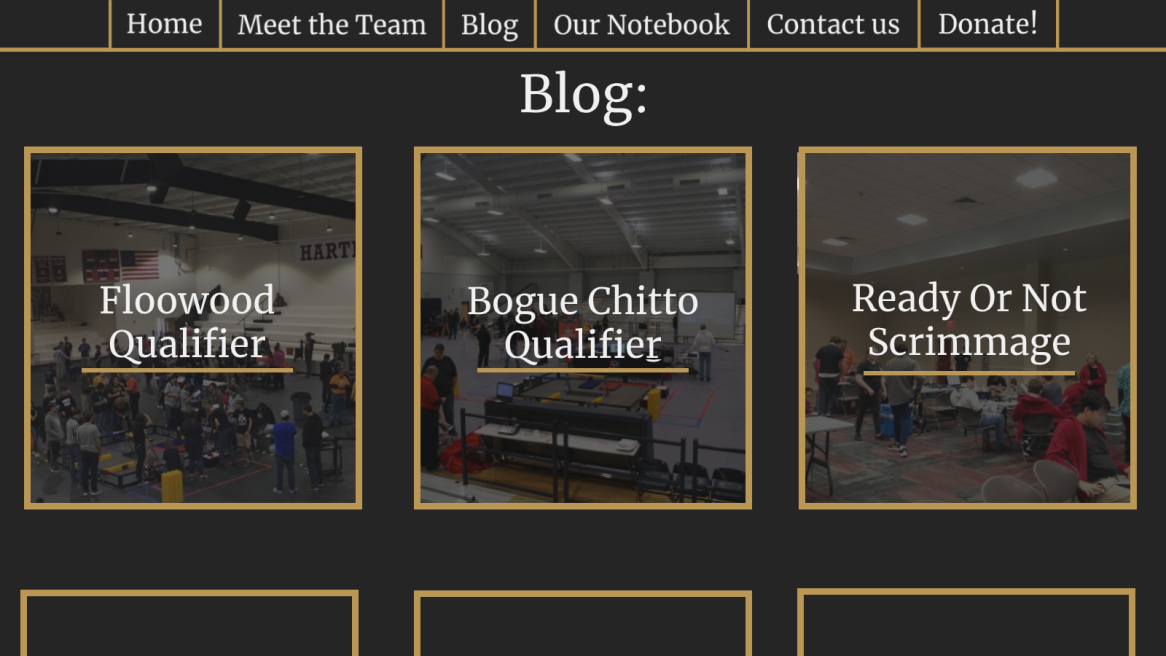 Home
Meet the Team
Blog
Our Notebook
Contact us
Donate!
Blog:
HART
Floowood
Qualifier
Bogue Chitto
Qualifier
Ready Or Not
Scrimmage